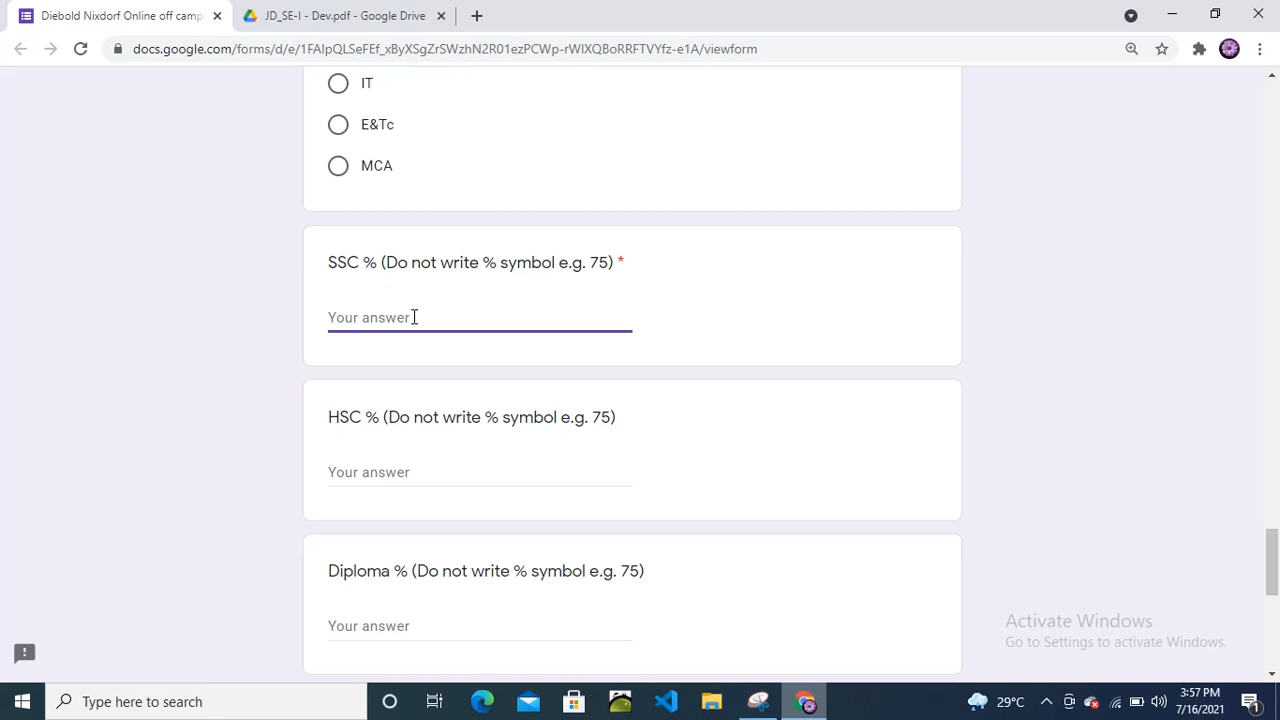 Diebold Nixdorf Online off camp
JD_SE-I - Dev.pdf - Google Drive
docs.google.com/forms/d/e/1FAIpQLSeFEf_xByXSgZrSWzhN2R01ezPCWp-rWIXQBoRRFTVYfz-e1A/viewform
IT
E&Tc
MCA
SSC % (Do not write % symbol e.g. 75) *
Your answer
HSC % (Do not write % symbol e.g. 75)
Your answer
Diploma % (Do not write % symbol e.g. 75)
Your answer
Activate Windows
Go to Settings to activate Windows.
Type here to search
29°C
3:57 PM
7/16/2021
1